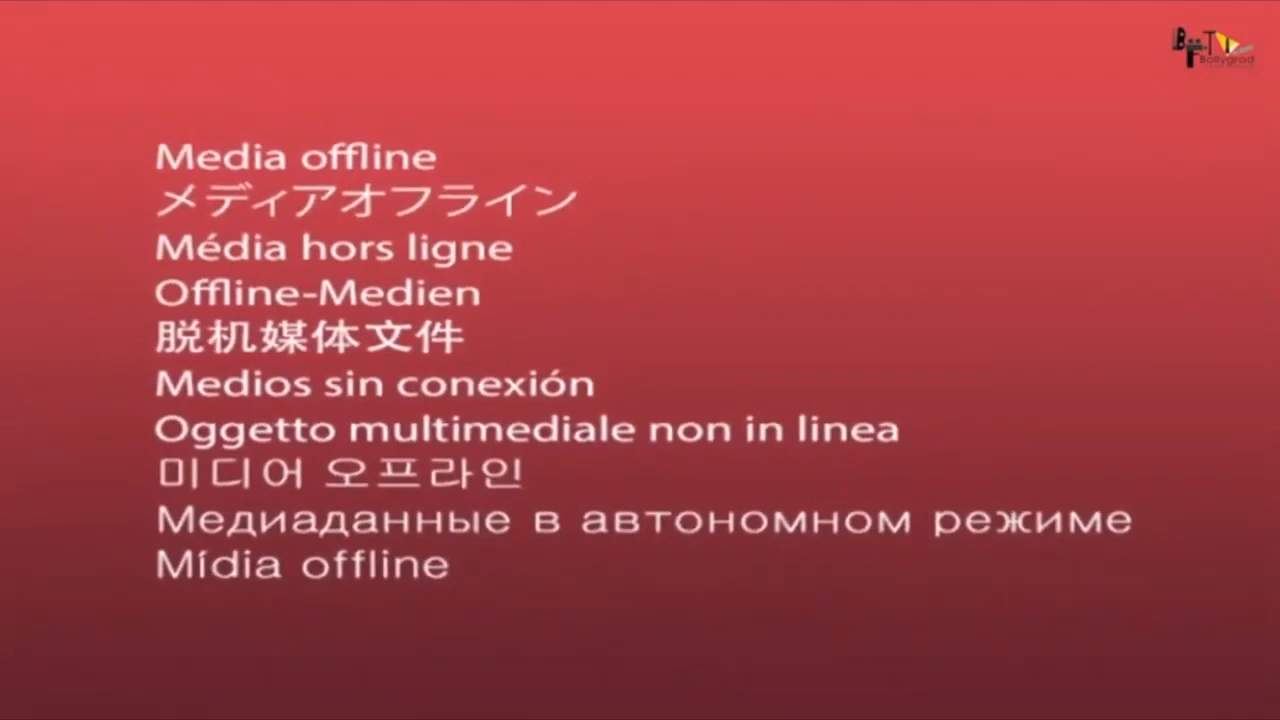 Media offline
メディアオフライン
Média hors ligne
Offline-Medien
脱机媒体文件
Medios sin conexión
Oggetto multimediale non in linea
미디어 오프라인
Медиаданные в автономном режиме
Mídia offline
Bollygrad